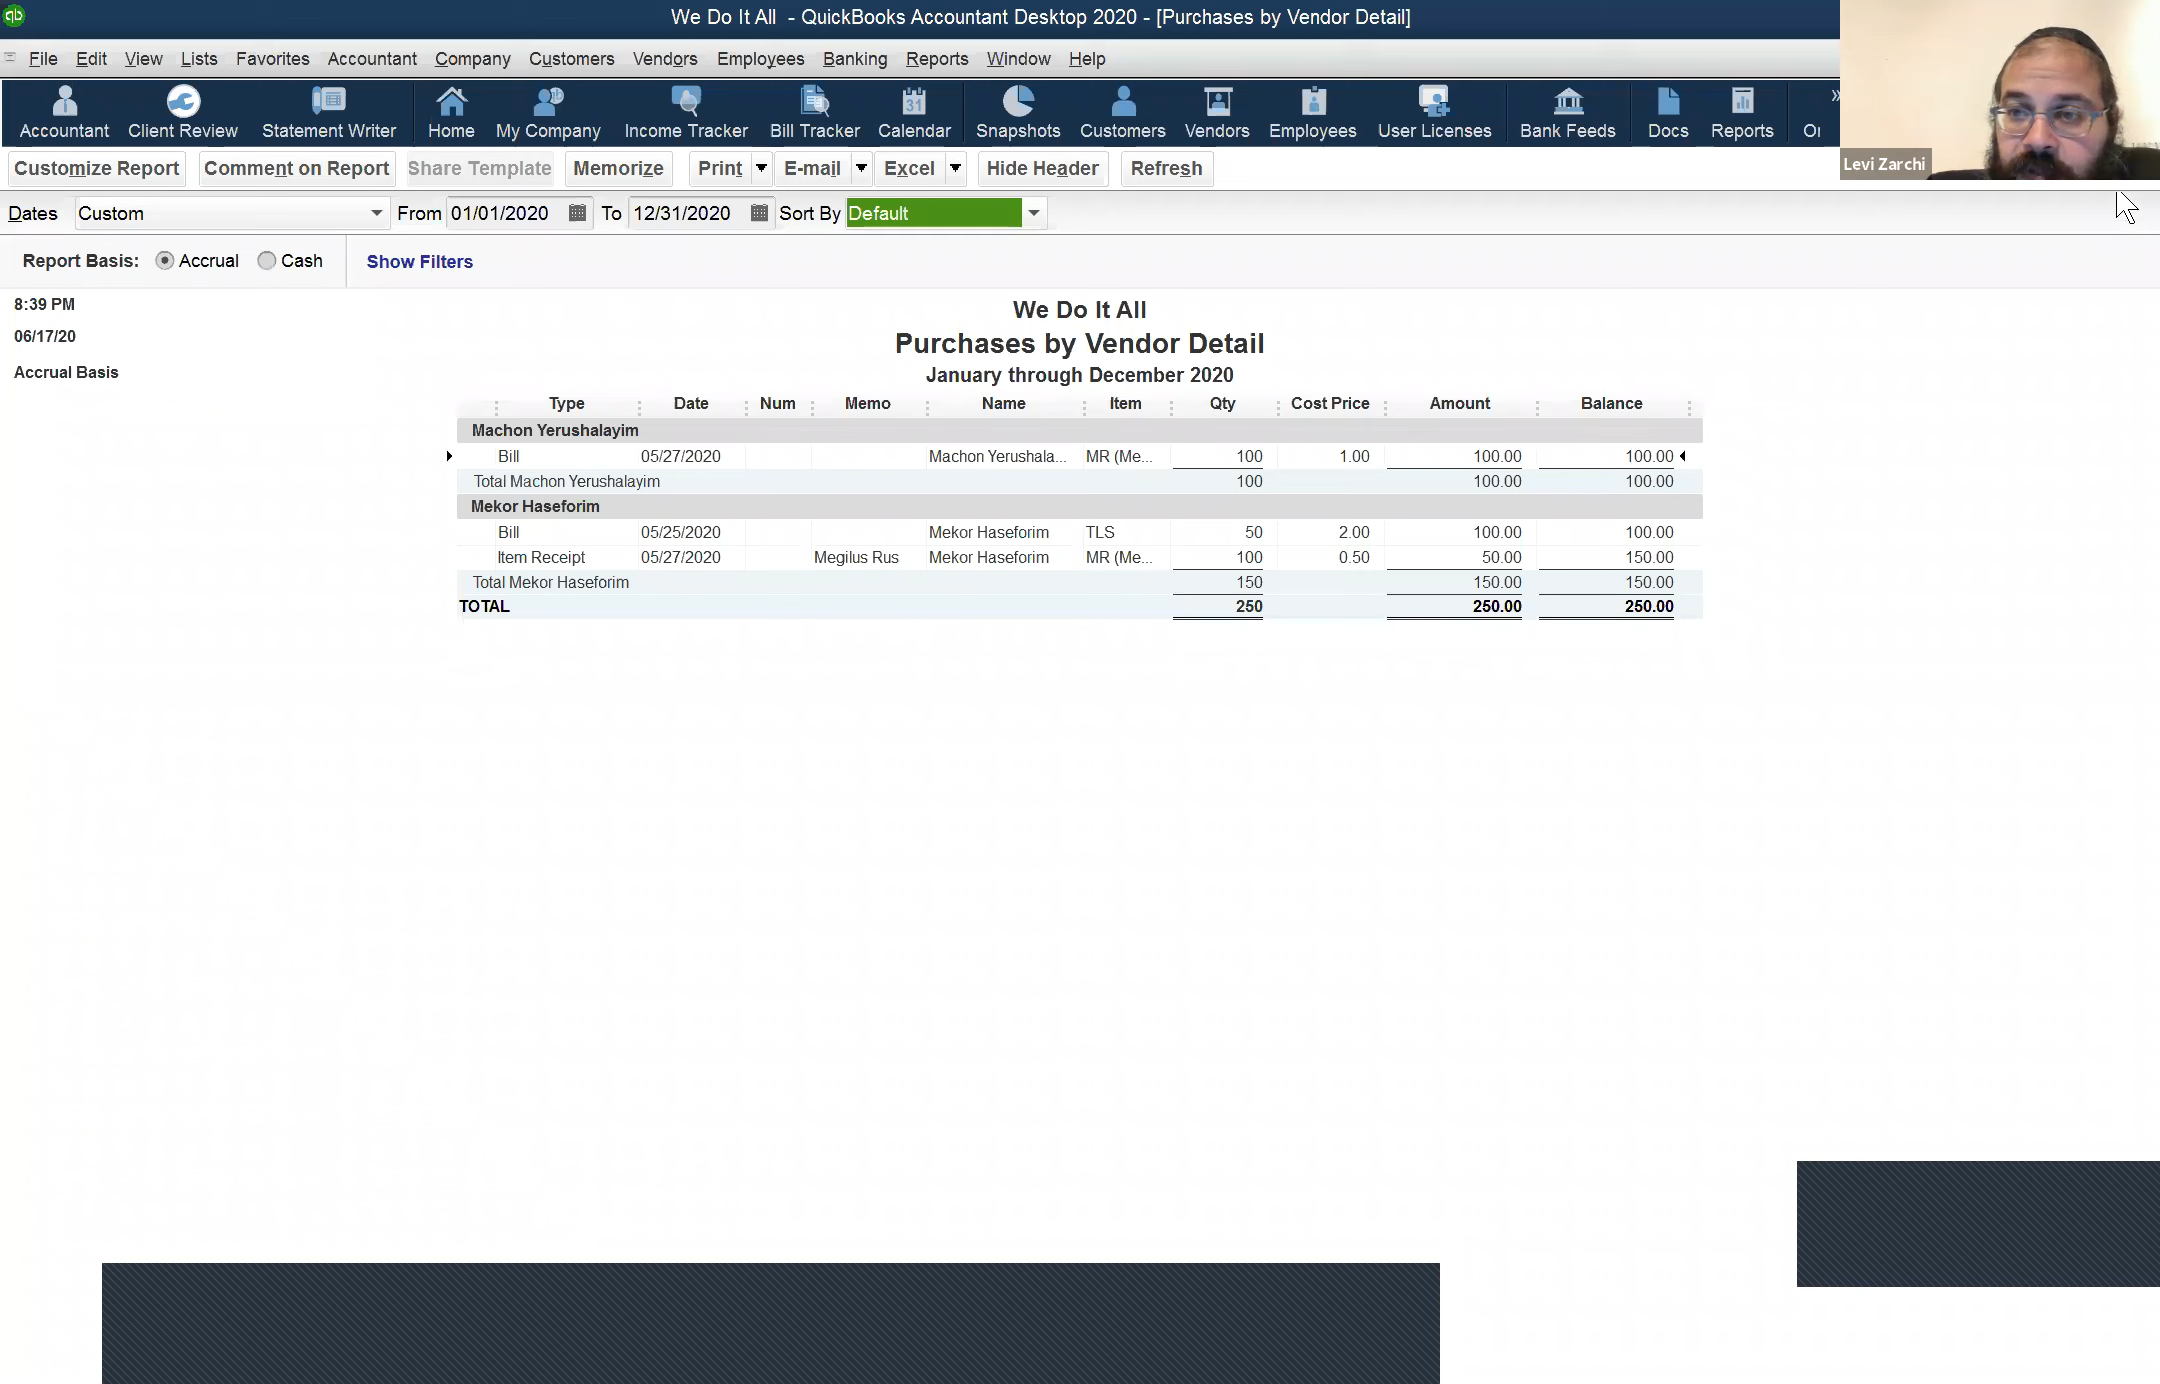 We Do It All - QuickBooks Accountant Desktop 2020 - [Purchases by Vendor Detail]
File Edit View Lists Favorites Accountant Company Customers Vendors Employees Banking Reports Window Help
31
Accountant Client Review Statement Writer Home My Company Income Tracker Bill Tracker Calendar Snapshots Customers Vendors Employees User Licenses Bank Feeds Docs Reports
Levi Zarchi
Customize Report Comment on Report Share Template Memorize Print E-mail Excel Hide Header Refresh
Dates Custom From 01/01/2020 To 12/31/2020 Sort By Default
Report Basis: Accrual Cash Show Filters
8:39 PM
06/17/20
Accrual Basis
We Do It All
Purchases by Vendor Detail
January through December 2020
Type Date Num Memo Name Item Qty Cost Price Amount Balance
Machon Yerushalayim
Bill 05/27/2020 Machon Yerushala... MR (Me... 100 1.00 100.00 100.00
Total Machon Yerushalayim 100 100.00 100.00
Mekor Haseforim
Bill 05/25/2020 Mekor Haseforim TLS 50 2.00 100.00 100.00
Item Receipt 05/27/2020 Megilus Rus Mekor Haseforim MR (Me... 100 0.50 50.00 150.00
Total Mekor Haseforim 150 150.00 150.00
TOTAL 250 250.00 250.00